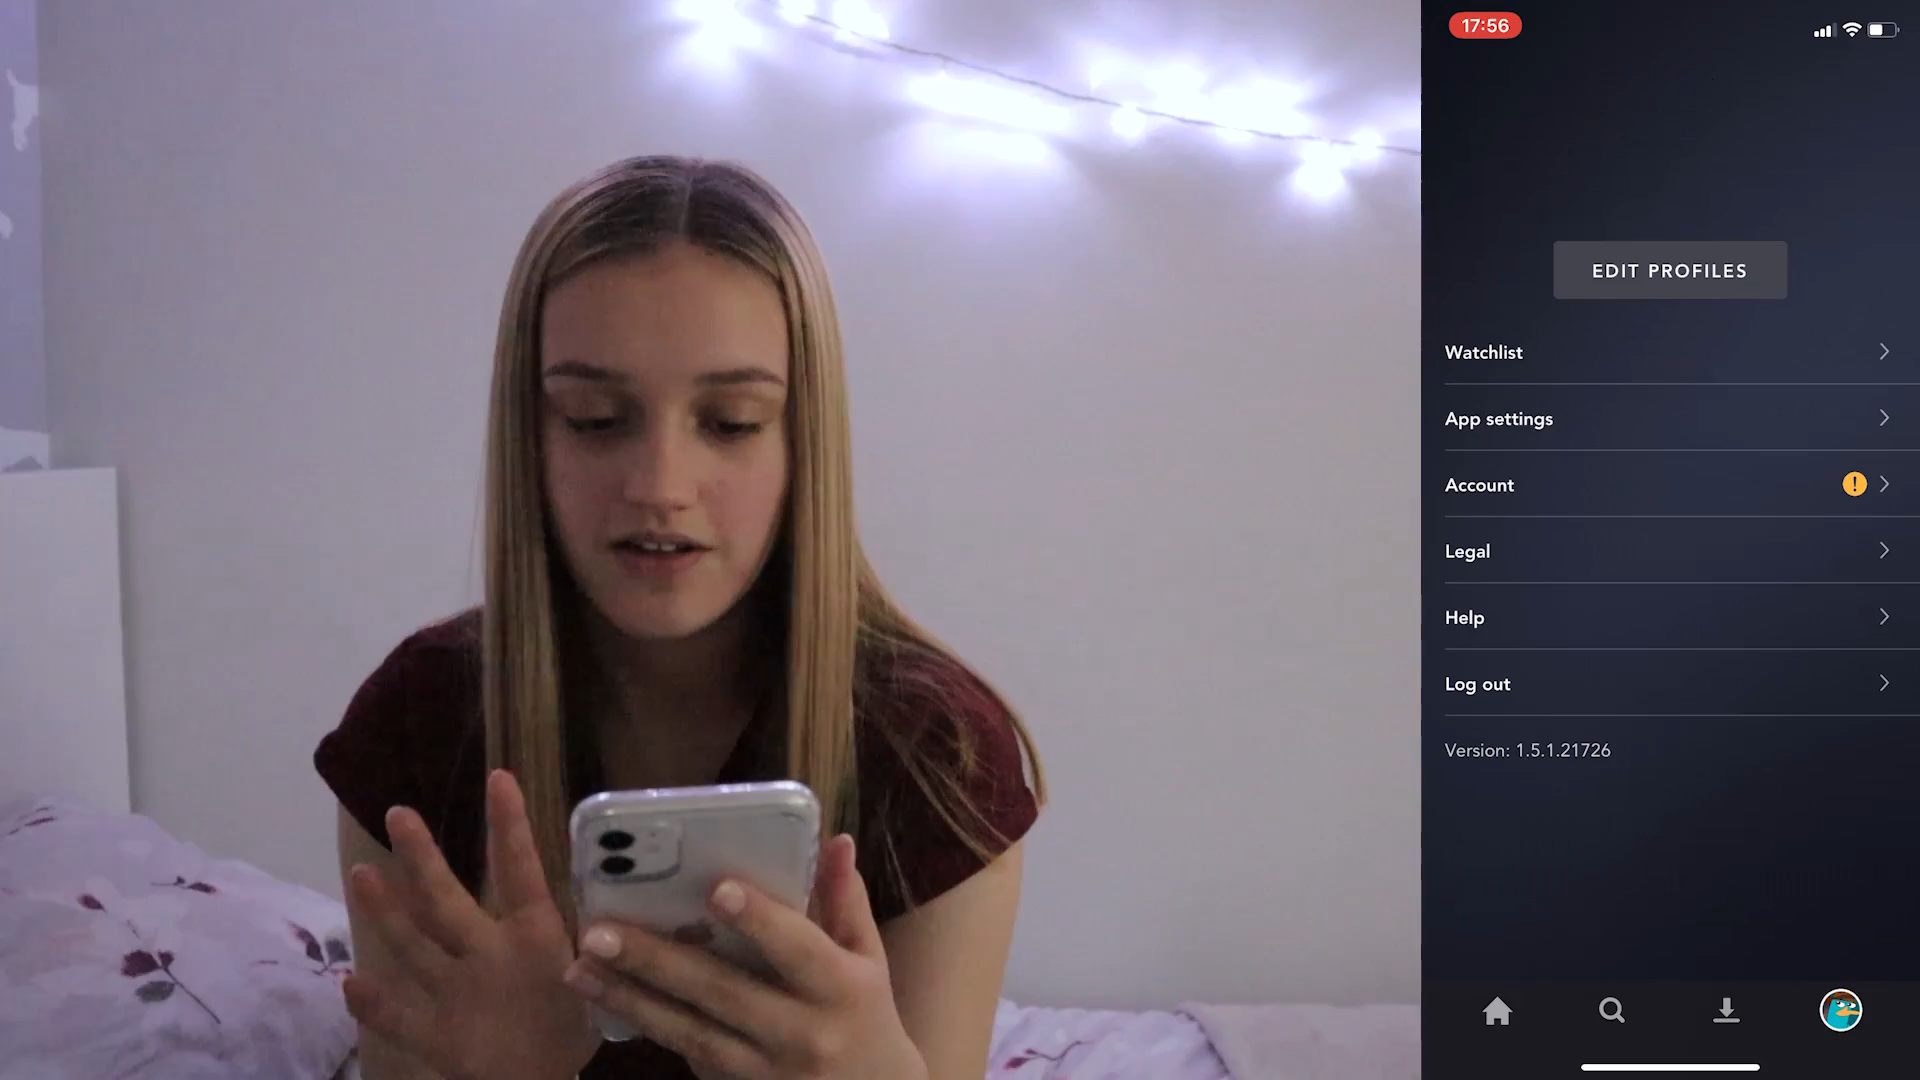 17:56
EDIT PROFILES
Watchlist
App settings
Account
Legal
Help
Log out
Version: 1.5.1.21726